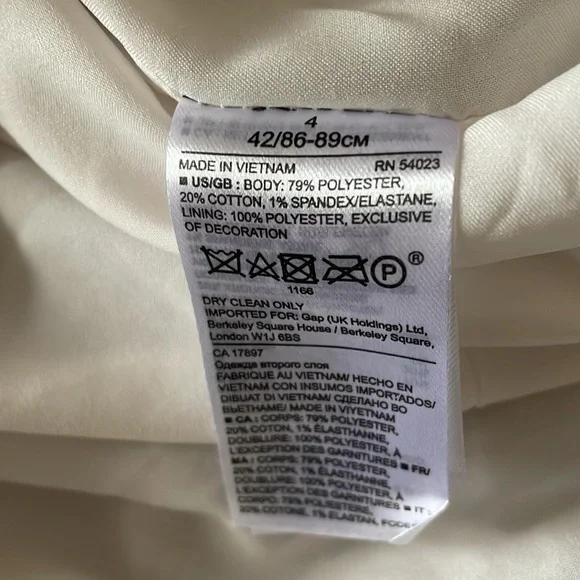 4
42/86-89CM
MADE IN VIETNAM RN 54023
■ US/GB : BODY: 79% POLYESTER,
20% COTTON, 1% SPANDEX/ELASTANE,
LINING: 100% POLYESTER, EXCLUSIVE
OF DECORATION
P ®
1166
DRY CLEAN ONLY
IMPORTED FOR: Gap (UK Holdings) Ltd,
Berkeley Square House / Berkeley Square,
London W1J 6BS
CA 17897
Одежда второго слоя
FABRIQUÉ AU VIETNAM/ HECHO EN
VIETNAM CON INSUMOS IMPORTADOS/
DIBUAT DI VIETNAM/ СДЕЛАНО ВО
ВЬЕТНАМЕ/ MADE IN VIYETNAM
■ CA : CORPS: 79% POLYESTER,
20% COTON, 1% ÉLASTHANNE,
DOUBLURE: 100% POLYESTER, À
L'EXCEPTION DES GARNITURES ■ FR/
MA : CORPS: 79% POLYESTER,
20% COTON, 1% ÉLASTHANNE,
DOUBLURE: 100% POLYESTER, À
L'EXCEPTION DES GARNITURES ■ IT :
CORPO: 79% POLIESTERE,
20% COTONE, 1% ELASTAN,